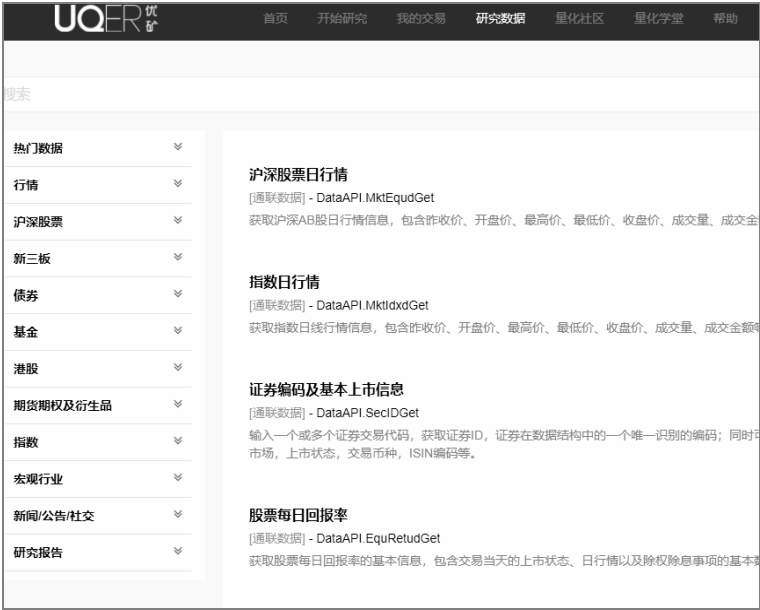 UQER 优矿
首页 开始研究 我的交易 研究数据 量化社区 量化学堂 帮助
搜索
热门数据
行情
沪深股票
新三板
债券
基金
港股
期货期权及衍生品
指数
宏观行业
新闻/公告/社交
研究报告
沪深股票日行情
[通联数据] - DataAPI.MktEqudGet
获取沪深AB股日行情信息，包含昨收价、开盘价、最高价、最低价、收盘价、成交量、成交金
指数日行情
[通联数据] - DataAPI.MktIdxdGet
获取指数日线行情信息，包含昨收价、开盘价、最高价、最低价、收盘价、成交量、成交金额等
证券编码及基本上市信息
[通联数据] - DataAPI.SecIDGet
输入一个或多个证券交易代码，获取证券ID，证券在数据结构中的一个唯一识别的编码；同时可
市场，上市状态，交易币种，ISIN编码等。
股票每日回报率
[通联数据] - DataAPI.EquRetudGet
获取股票每日回报率的基本信息，包含交易当天的上市状态、日行情以及除权除息事项的基本数